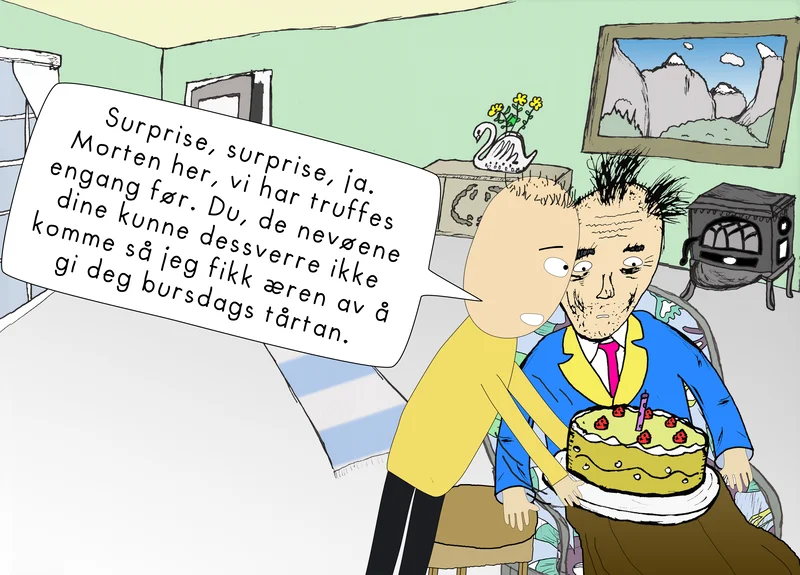 Surprise, surprise, ja.
Morten her, vi har truffes
engang før. Du, de nevøene
dine kunne dessverre ikke
komme så jeg fikk æren av å
gi deg bursdags tårtan.